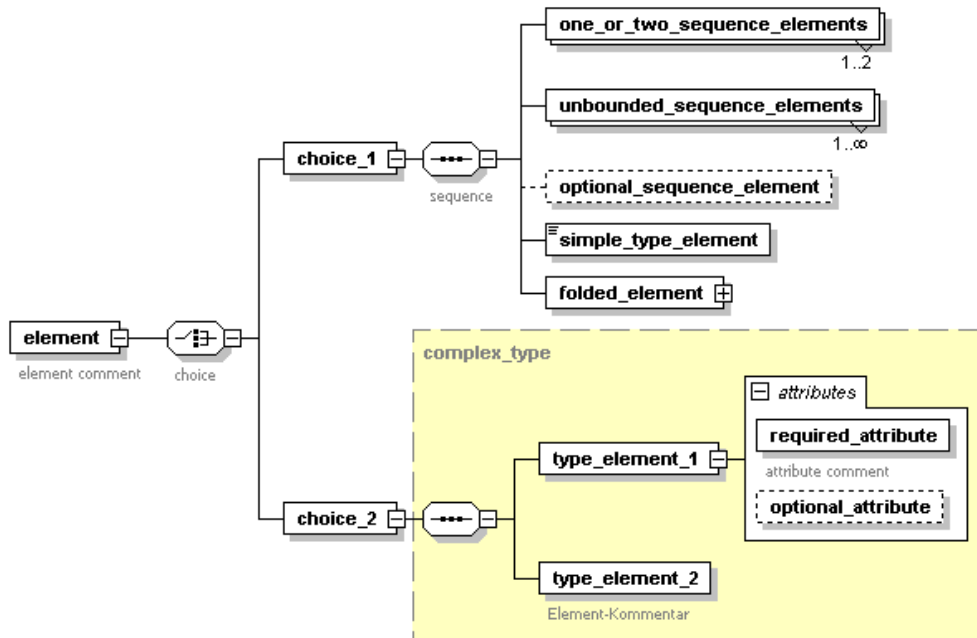 one_or_two_sequence_elements
1..2
unbounded_sequence_elements
1..∞
choice_1
sequence
optional_sequence_element
simple_type_element
folded_element
element
element comment
choice
complex_type
attributes
required_attribute
attribute comment
optional_attribute
type_element_1
choice_2
type_element_2
Element-Kommentar